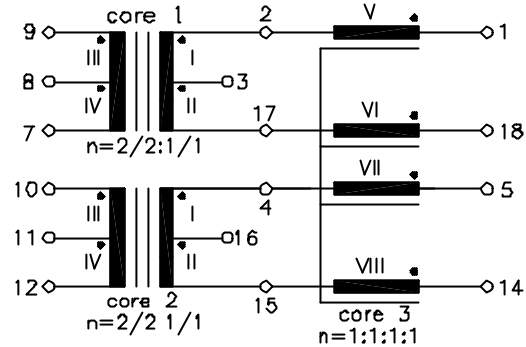 core 1 2 V
9 III I 1
8 3
IV II
17 VI
7 18
n=2/2:1/1
VII
10 5
III I 4
11 16
IV II VIII
12 14
core 2 15
n=2/2 1/1 core 3
n=1:1:1:1